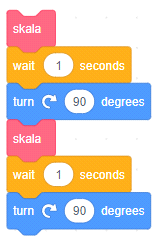 skala
wait 1 seconds
turn 90 degrees
skala
wait 1 seconds
turn 90 degrees